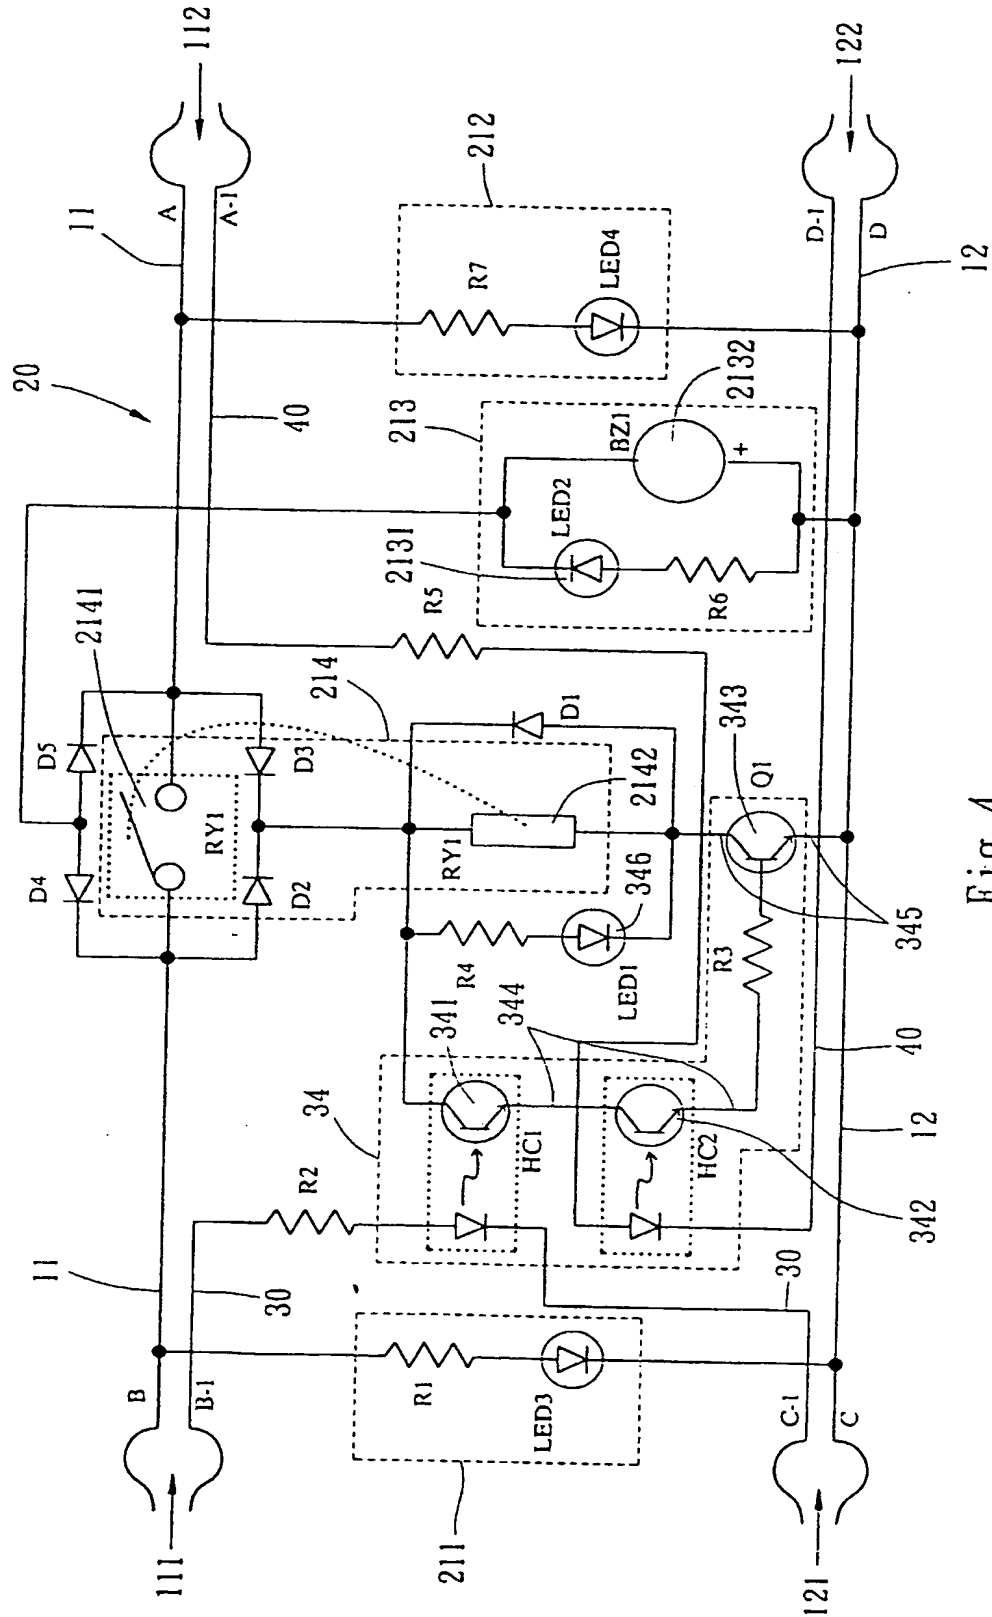 20
11
112
A
A-1
40
212
R7
LED4
122
D-1
D
12
213
BZ1
2132
+
LED2
2131
R6
R5
2141
214
D5
D4
RY1
D3
D2
D1
RY1
2142
343
Q1
R4
346
LED1
345
R3
344
341
34
HC1
HC2
342
R2
11
30
30
40
12
B
B-1
111
R1
LED3
211
C-1
C
121
Fig. 4